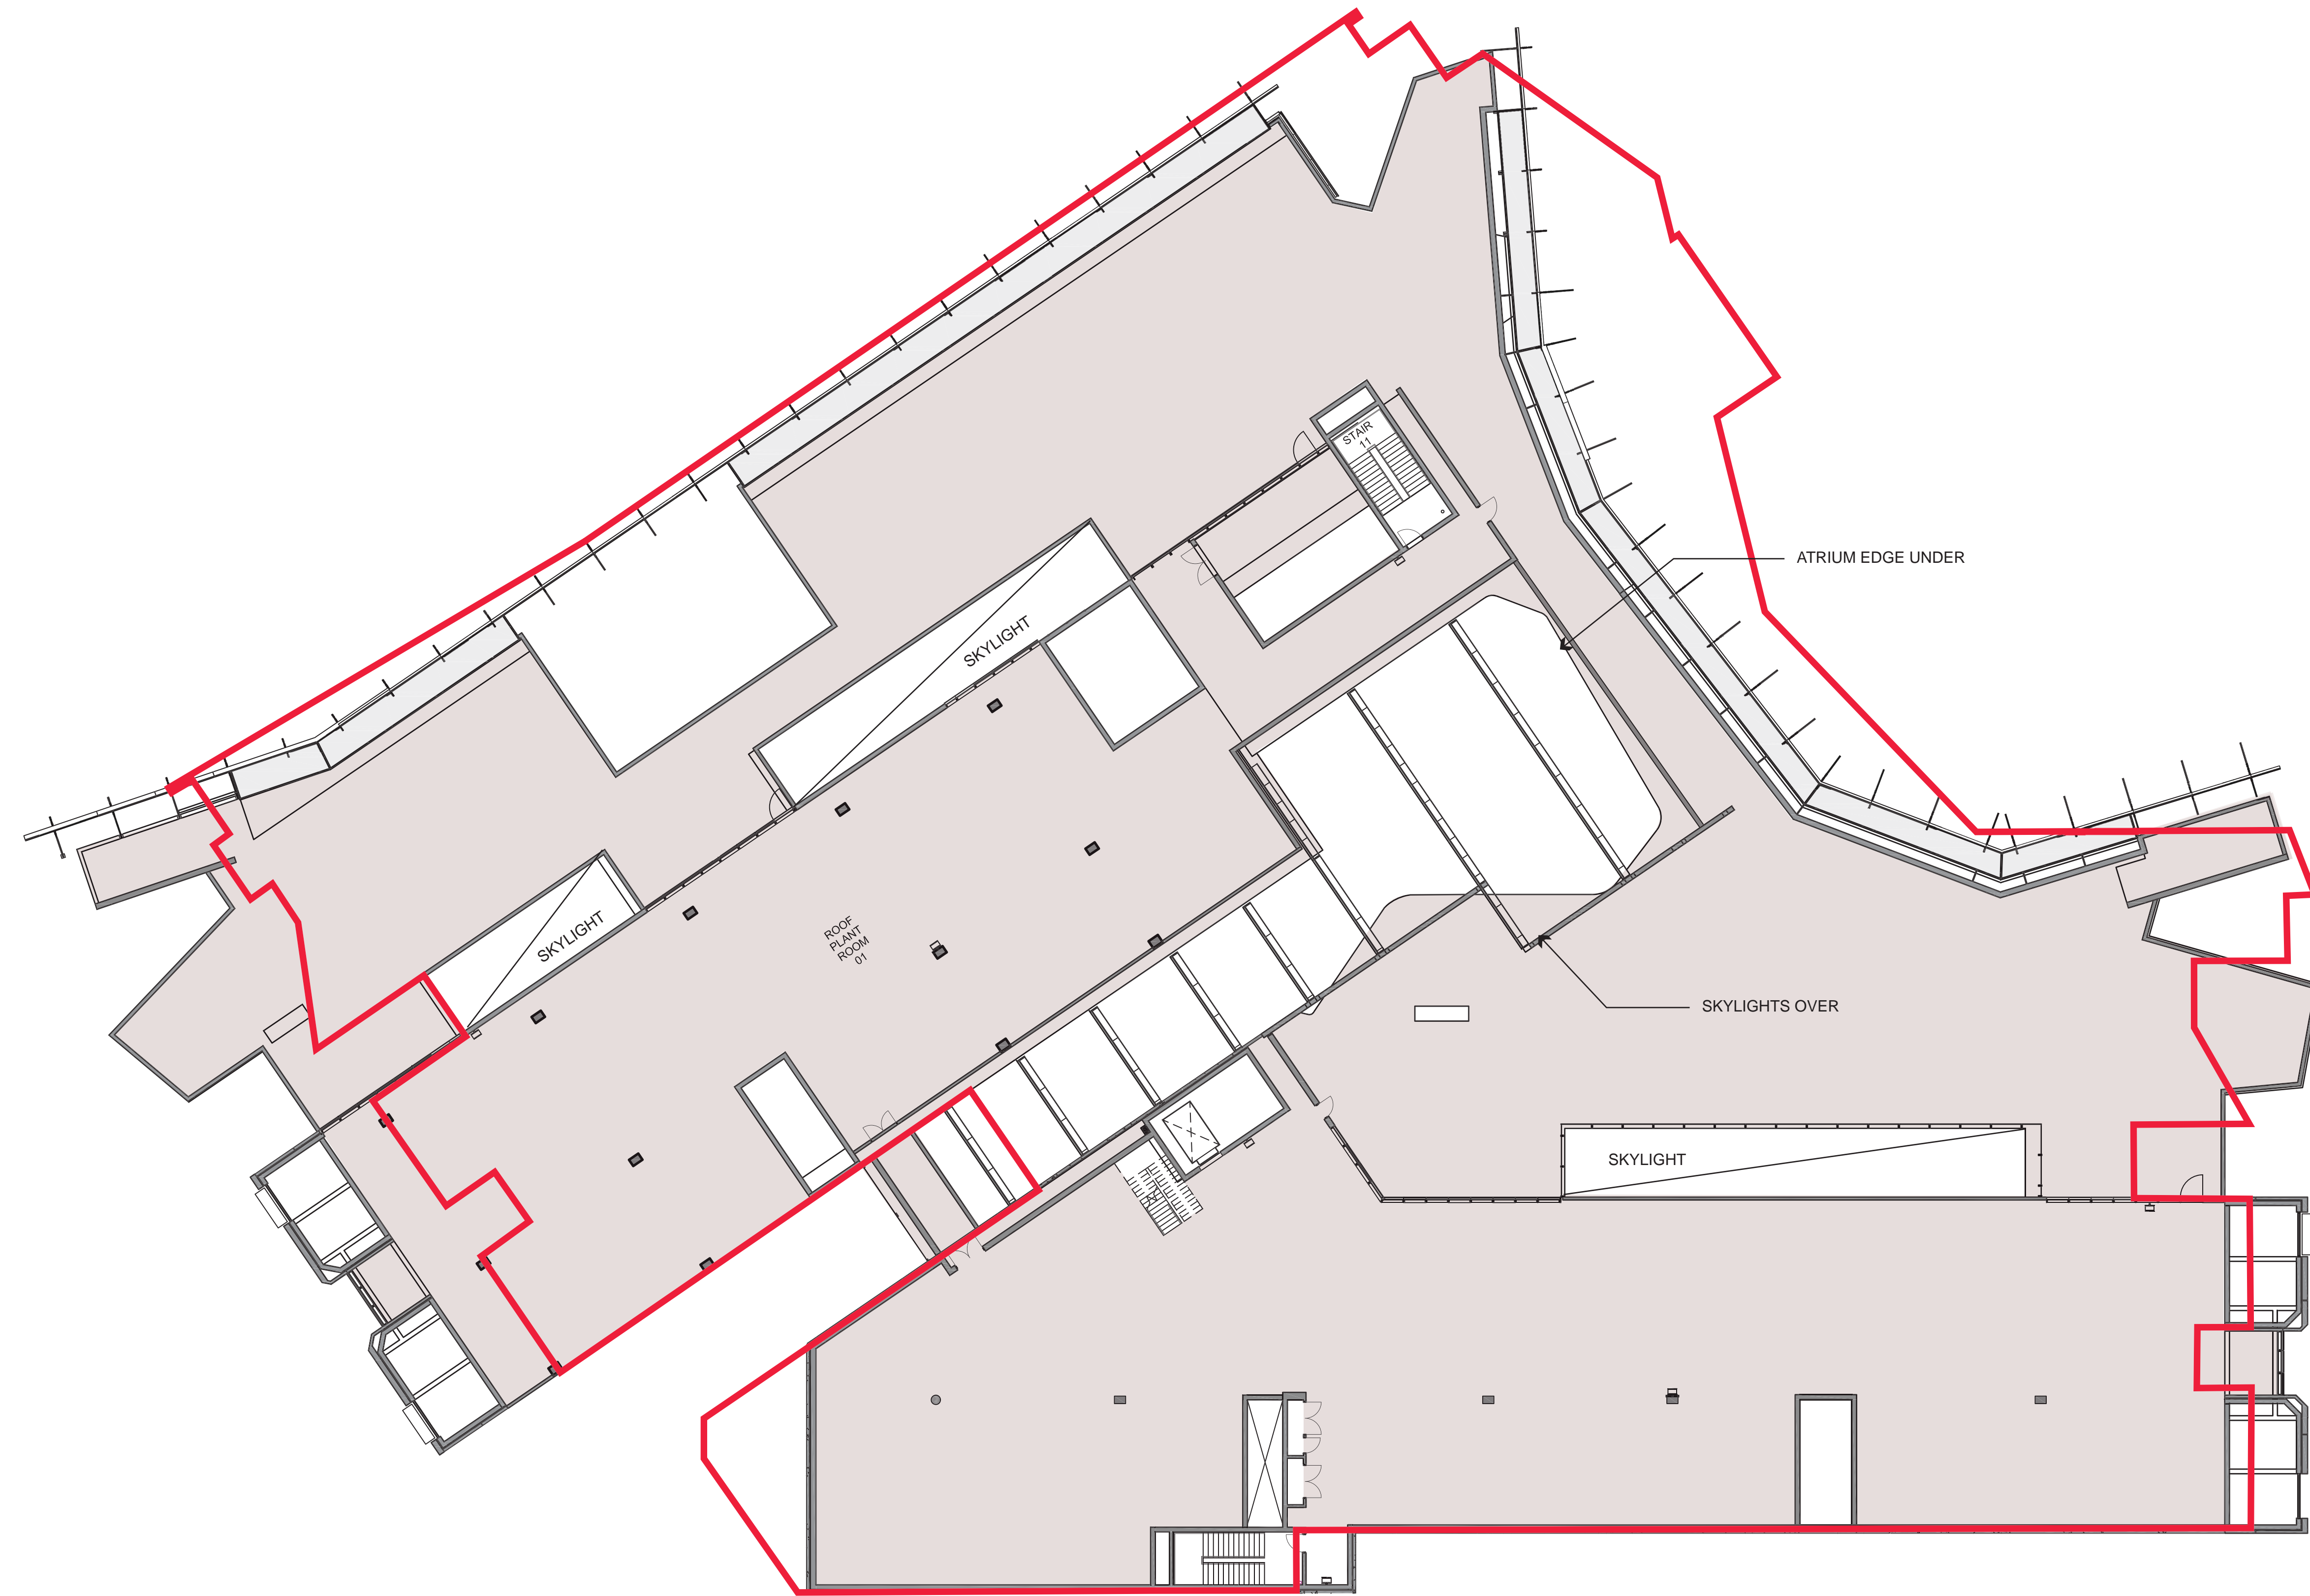 STAIR
11
ATRIUM EDGE UNDER
SKYLIGHT
SKYLIGHT
ROOF
PLANT
ROOM
01
SKYLIGHTS OVER
SKYLIGHT